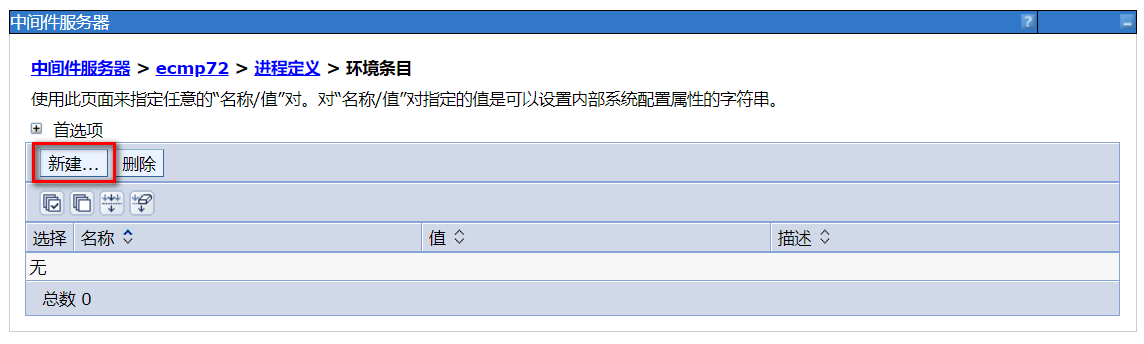 中间件服务器 ? –
中间件服务器 > ecmp72 > 进程定义 > 环境条目
使用此页面来指定任意的“名称/值”对。对“名称/值”对指定的值是可以设置内部系统配置属性的字符串。
+ 首选项
新建... 删除
选择 名称 值 描述
无
总数 0